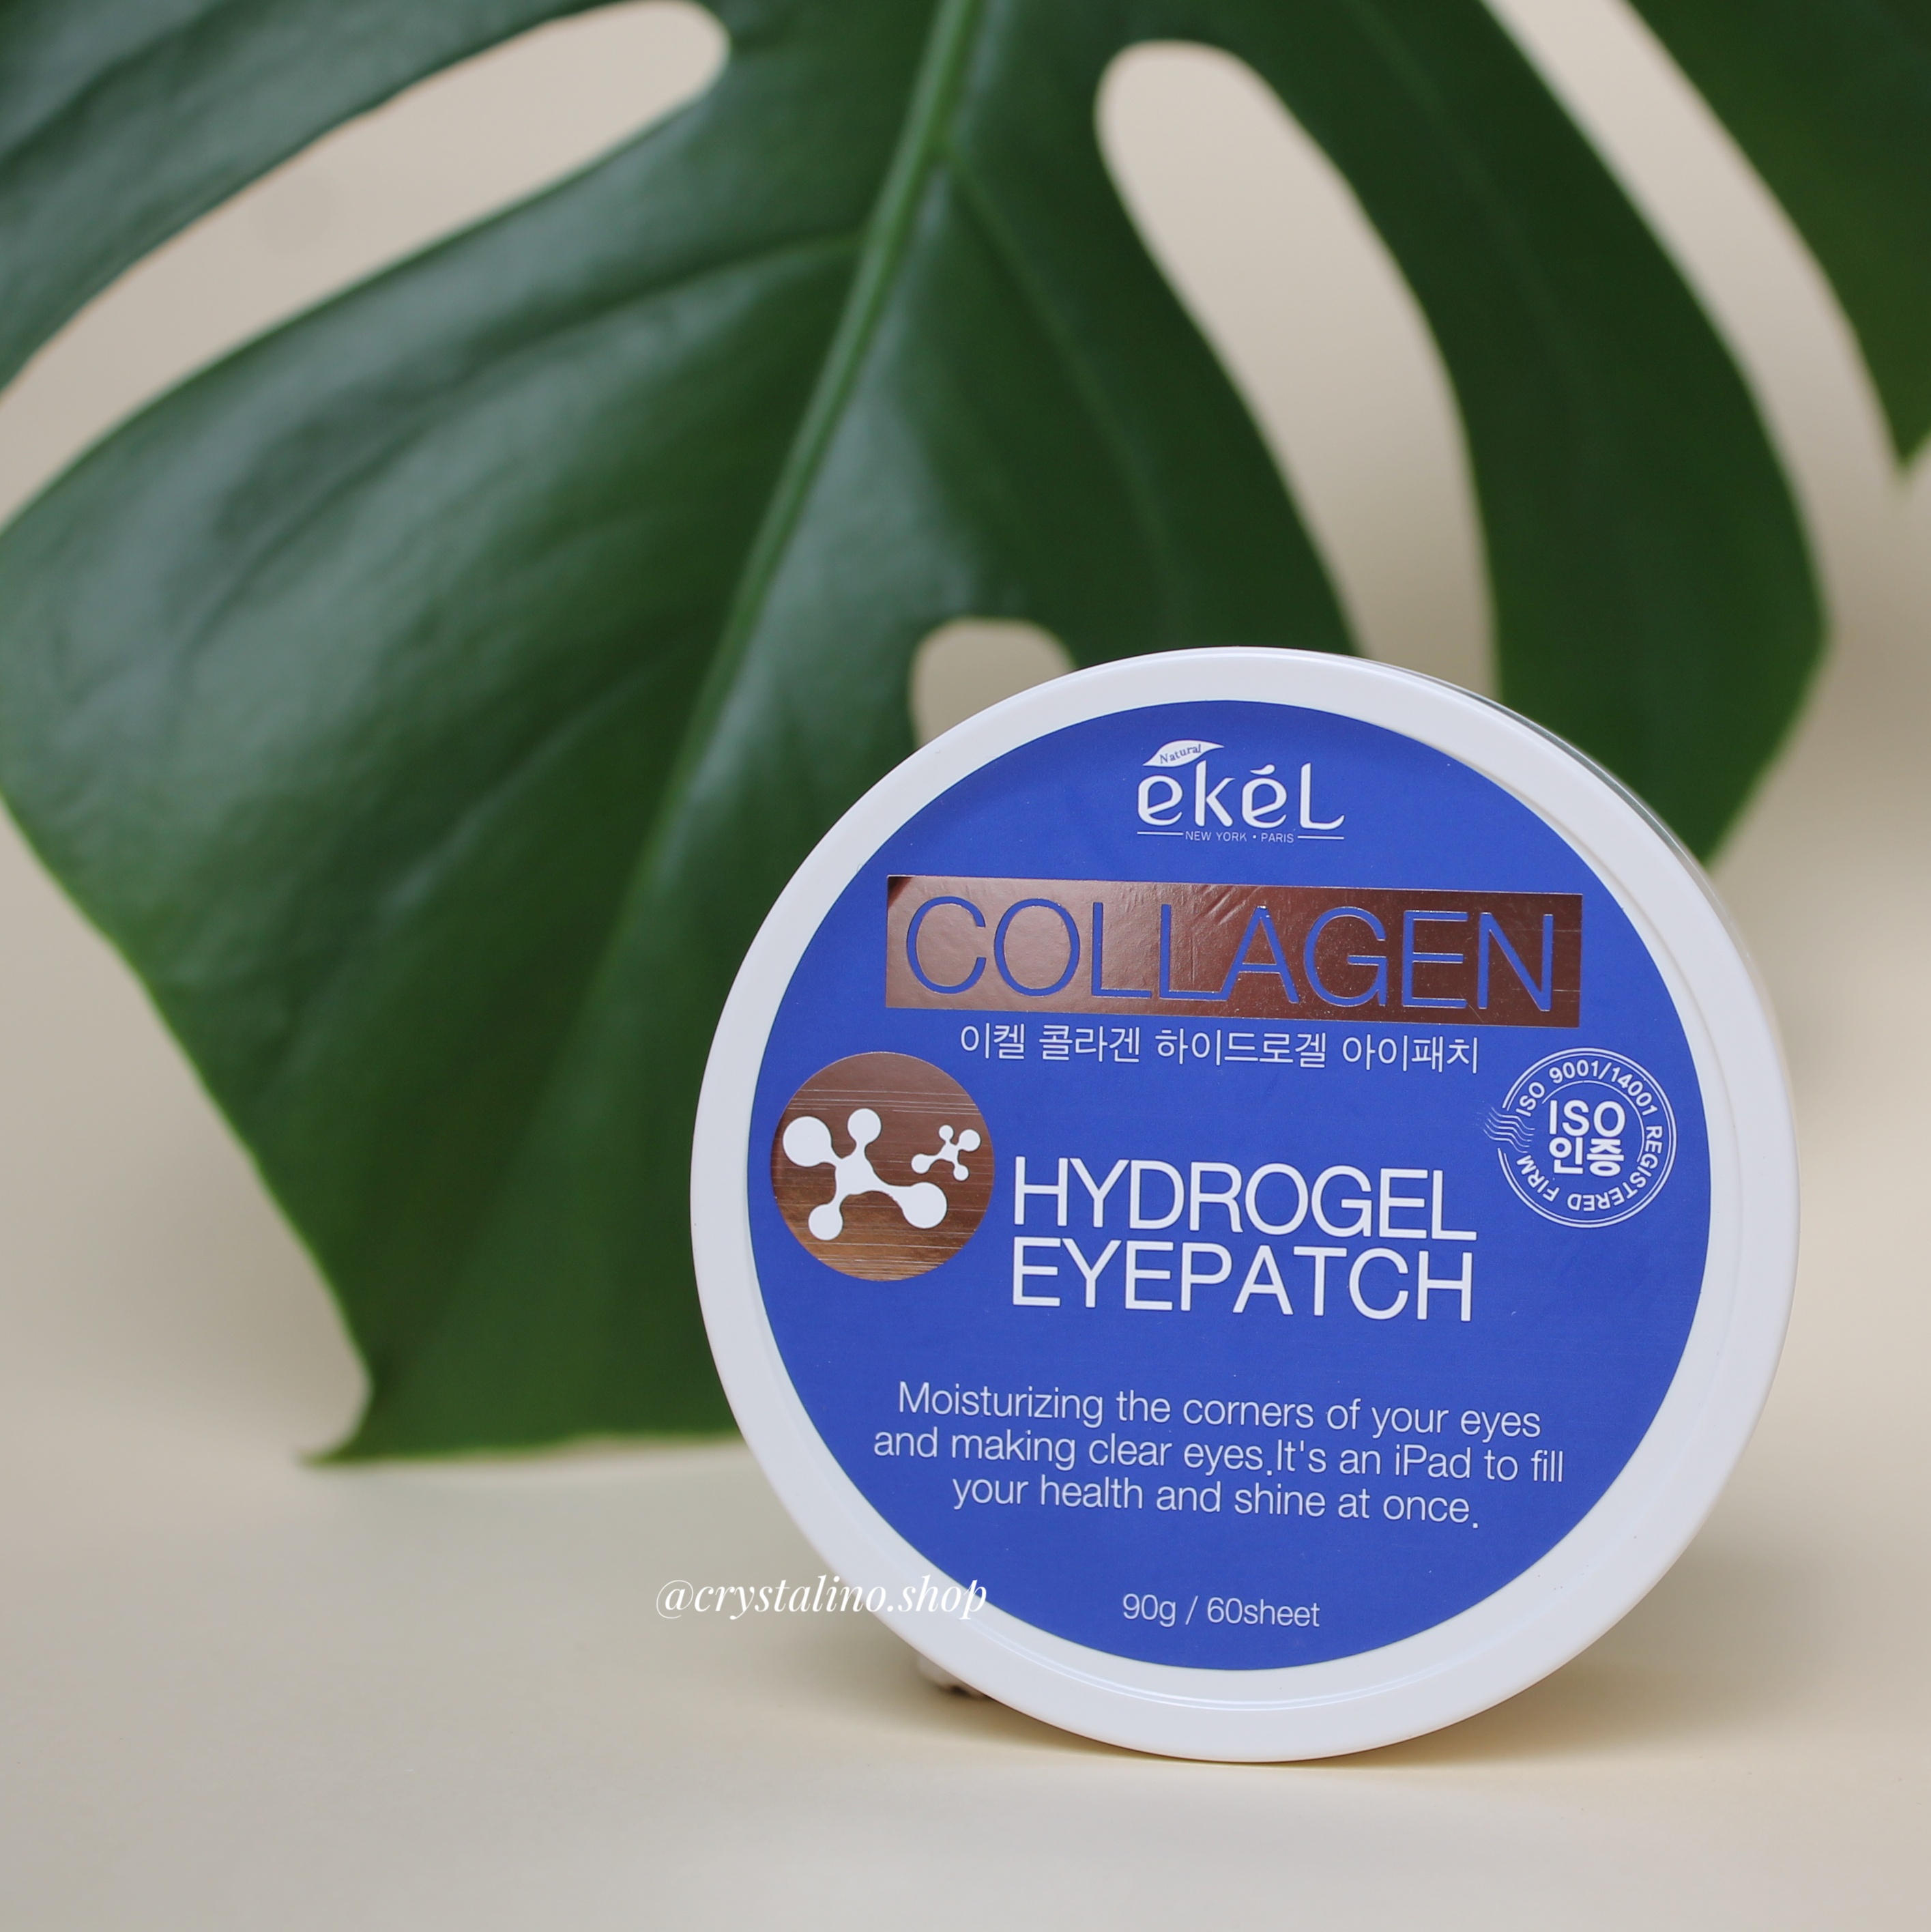 Natural
ēkéL
NEW YORK • PARIS
COLLAGEN
이켈 콜라겐 하이드로겔 아이패치
ISO 9001/14001 REGISTERED FIRM
ISO
인증
HYDROGEL
EYEPATCH
Moisturizing the corners of your eyes
and making clear eyes.It's an iPad to fill
your health and shine at once.
90g / 60sheet
@crystalino.shop